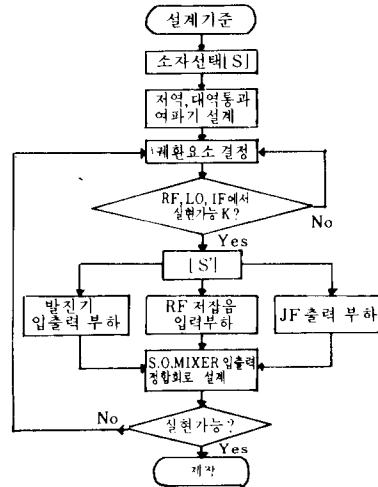 설계기준
소자선택[S]
저역,대역통과
여파기 설계
궤환요소 결정
RF, LO, IF에서
실현가능 K?
No
Yes
[S']
발진기
입출력 부하
RF 저잡음
입력부하
JF 출력 부하
S.O.MIXER 입출력
정합회로 설계
No
실현가능?
Yes
제작